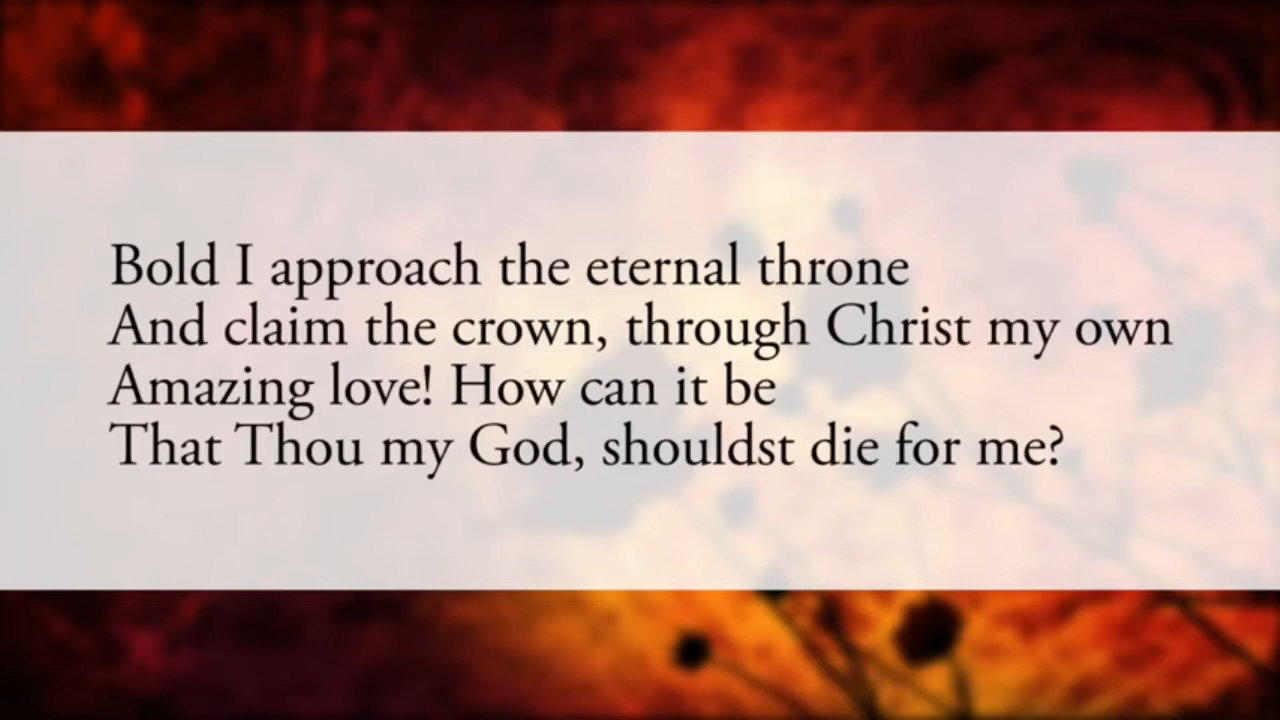 Bold I approach the eternal throne
And claim the crown, through Christ my own
Amazing love! How can it be
That Thou my God, shouldst die for me?